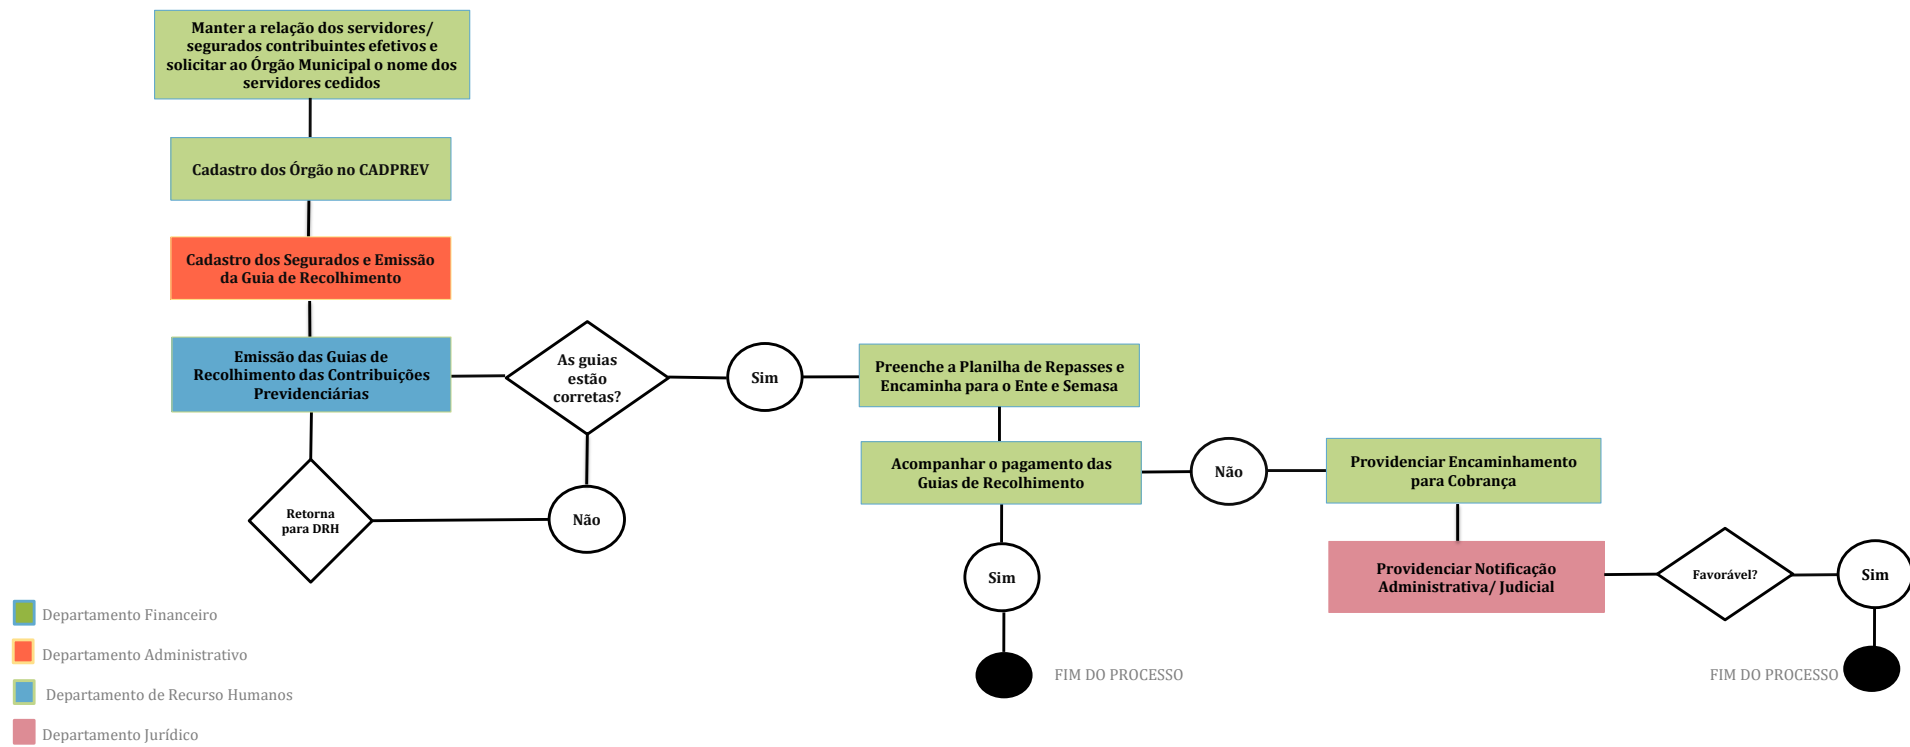 Manter a relação dos servidores/
segurados contribuintes efetivos e
solicitar ao Órgão Municipal o nome dos
servidores cedidos
Cadastro dos Órgão no CADPREV
Cadastro dos Segurados e Emissão
da Guia de Recolhimento
Emissão das Guias de
Recolhimento das Contribuições
Previdenciárias
As guias
estão
corretas?
Sim
Preenche a Planilha de Repasses e
Encaminha para o Ente e Semasa
Retorna
para DRH
Não
Acompanhar o pagamento das
Guias de Recolhimento
Não
Providenciar Encaminhamento
para Cobrança
Sim
Providenciar Notificação
Administrativa/ Judicial
Favorável?
Sim
FIM DO PROCESSO
FIM DO PROCESSO
Departamento Financeiro
Departamento Administrativo
Departamento de Recurso Humanos
Departamento Jurídico